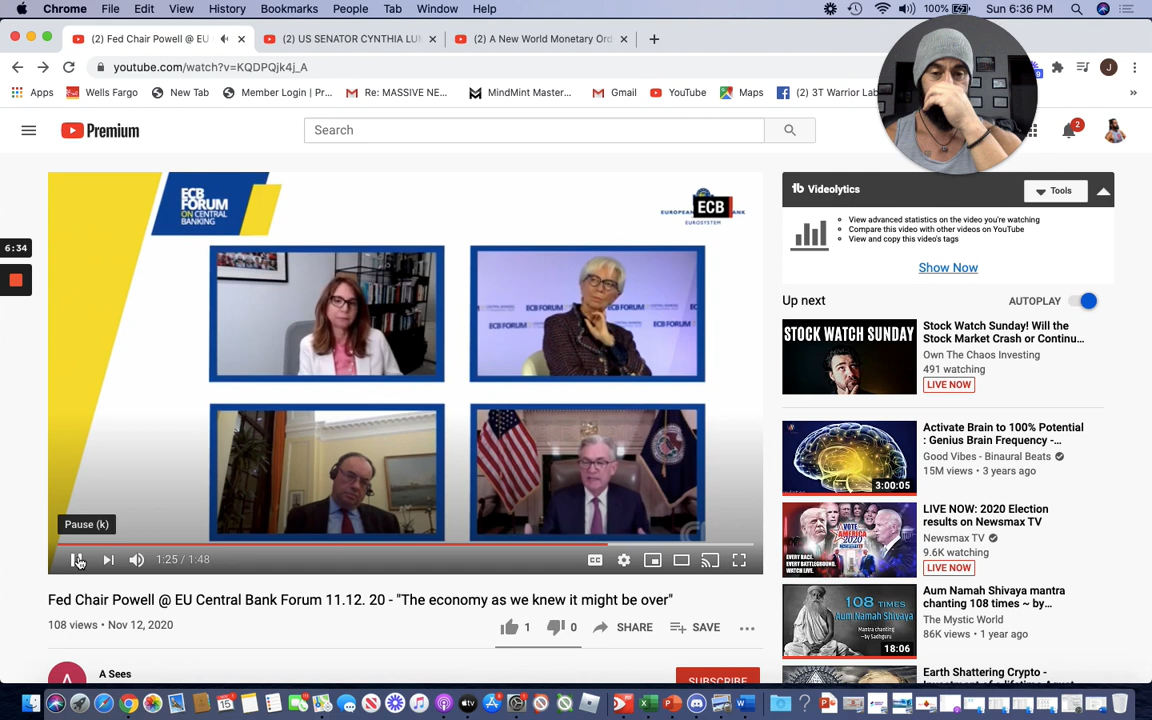 Chrome File Edit View History Bookmarks People Tab Window Help 100% Sun 6:36 PM
(2) Fed Chair Powell @ EU
(2) US SENATOR CYNTHIA LU
(2) A New World Monetary Ord
youtube.com/watch?v=KQDPQjk4j_A
J
Apps Wells Fargo New Tab Member Login | Pr... Re: MASSIVE NE... MindMint Master... Gmail YouTube Maps (2) 3T Warrior Lab
Premium
Search
2
ECB FORUM
ON CENTRAL
BANKING
ECB
EUROSYSTEM
ECB FORUM
6:34
Pause (k)
1:25 / 1:48
Fed Chair Powell @ EU Central Bank Forum 11.12. 20 - "The economy as we knew it might be over"
108 views • Nov 12, 2020
1 0 SHARE SAVE
A
A Sees
SUBSCRIBE
Videolytics
Tools
View advanced statistics on the video you're watching
Compare this video with other videos on YouTube
View and copy this video's tags
Show Now
Up next
AUTOPLAY
STOCK WATCH SUNDAY
Stock Watch Sunday! Will the
Stock Market Crash or Continu...
Own The Chaos Investing
491 watching
LIVE NOW
3:00:05
Activate Brain to 100% Potential
: Genius Brain Frequency -...
Good Vibes - Binaural Beats
15M views • 3 years ago
VOTE
AMERICA
2020
LIVE NOW: 2020 Election
results on Newsmax TV
Newsmax TV
9.6K watching
LIVE NOW
108 TIMES
Aum Namah Shivaya
18:06
Aum Namah Shivaya mantra
chanting 108 times ~ by...
The Mystic World
86K views • 1 year ago
Earth Shattering Crypto -